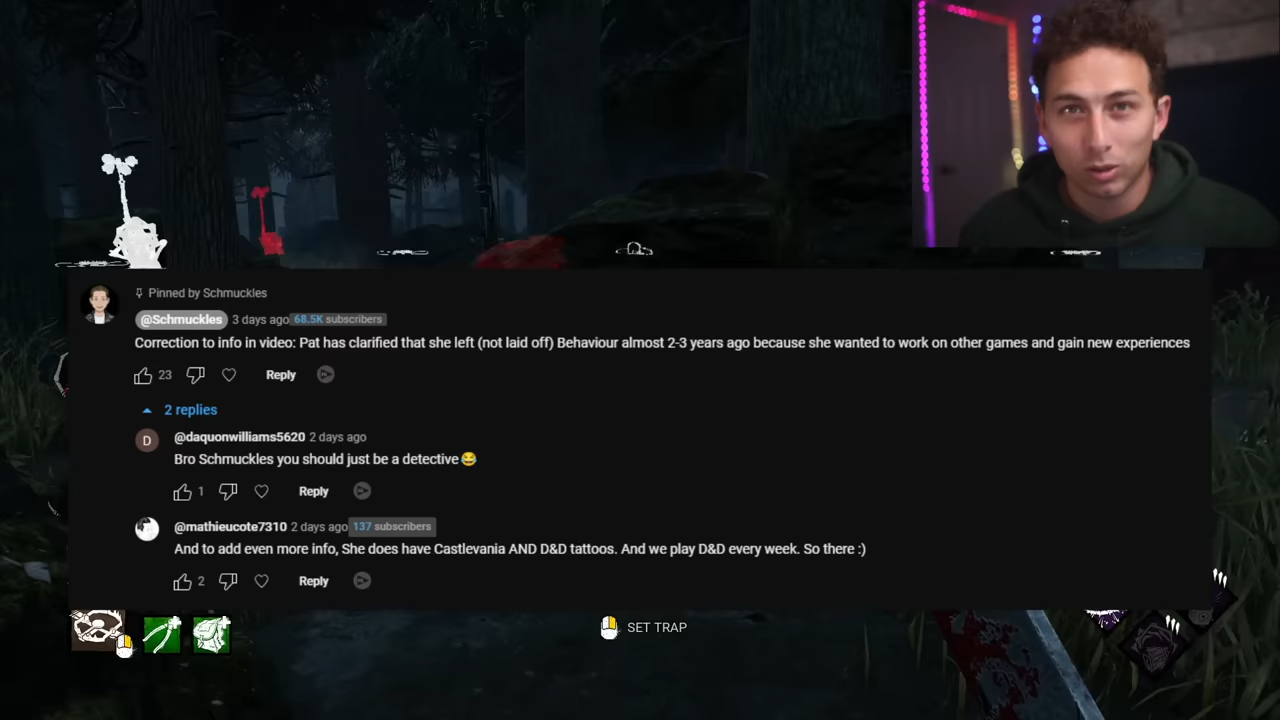 Pinned by Schmuckles
@Schmuckles 3 days ago 68.5K subscribers
Correction to info in video: Pat has clarified that she left (not laid off) Behaviour almost 2-3 years ago because she wanted to work on other games and gain new experiences
23 Reply
2 replies
D
@daquonwilliams5620 2 days ago
Bro Schmuckles you should just be a detective😂
1 Reply
@mathieucote7310 2 days ago 137 subscribers
And to add even more info, She does have Castlevania AND D&D tattoos. And we play D&D every week. So there :)
2 Reply
SET TRAP